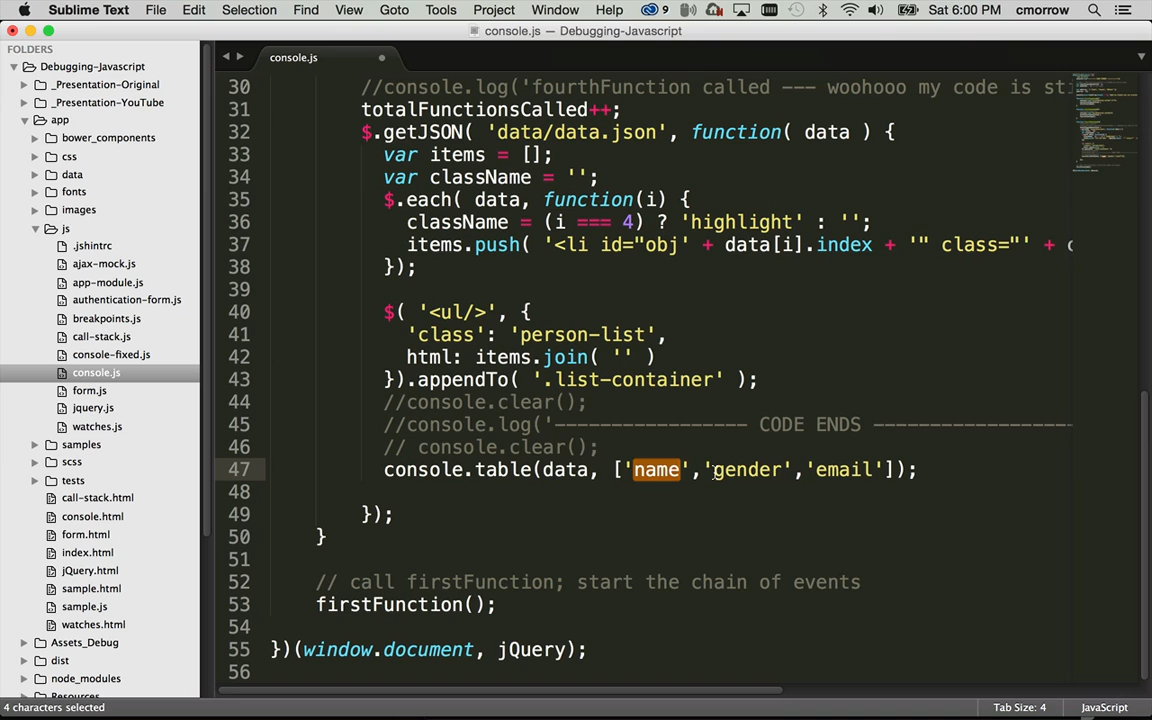 Sublime Text File Edit Selection Find View Goto Tools Project Window Help 9 Sat 6:00 PM cmorrow
console.js — Debugging-Javascript
FOLDERS
Debugging-Javascript
_Presentation-Original
_Presentation-YouTube
app
bower_components
css
data
fonts
images
js
.jshintrc
ajax-mock.js
app-module.js
authentication-form.js
breakpoints.js
call-stack.js
console-fixed.js
console.js
form.js
jquery.js
watches.js
samples
scss
tests
call-stack.html
console.html
form.html
index.html
jQuery.html
sample.html
sample.js
watches.html
Assets_Debug
dist
node_modules
Resources
console.js
30 //console.log('fourthFunction called --- woohooo my code is sti
31 totalFunctionsCalled++;
32 $.getJSON( 'data/data.json', function( data ) {
33 var items = [];
34 var className = '';
35 $.each( data, function(i) {
36 className = (i === 4) ? 'highlight' : '';
37 items.push( '<li id="obj' + data[i].index + '" class="' + c
38 });
39
40 $( '<ul/>', {
41 'class': 'person-list',
42 html: items.join( '' )
43 }).appendTo( '.list-container' );
44 //console.clear();
45 //console.log('----------------- CODE ENDS ------------------
46 // console.clear();
47 console.table(data, ['name','gender','email']);
48
49 });
50 }
51
52 // call firstFunction; start the chain of events
53 firstFunction();
54
55 })(window.document, jQuery);
56
4 characters selected Tab Size: 4 JavaScript